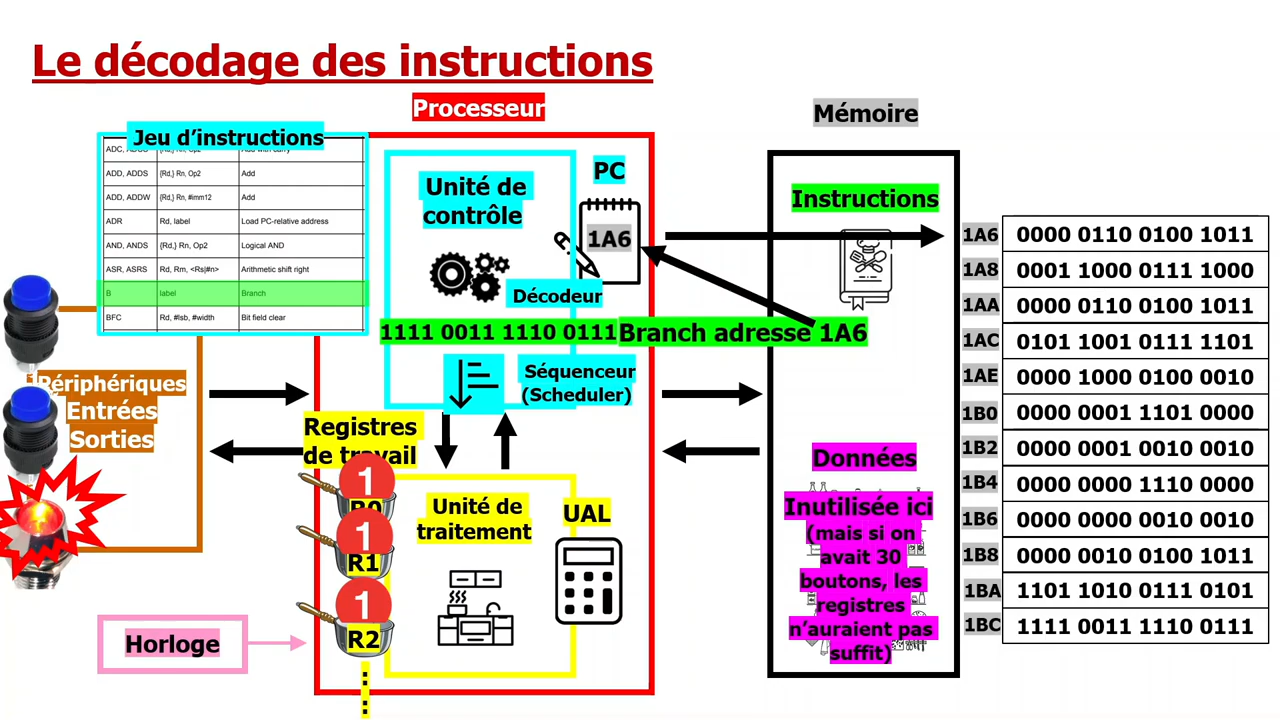 Le décodage des instructions
Processeur
Mémoire
Jeu d'instructions
ADD, ADDS {Rd,} Rn, Op2 Add
ADD, ADDW {Rd,} Rn, #imm12 Add
ADR Rd, label Load PC-relative address
AND, ANDS {Rd,} Rn, Op2 Logical AND
ASR, ASRS Rd, Rm, <Rs|#n> Arithmetic shift right
B label Branch
BFC Rd, #lsb, #width Bit field clear
Unité de
contrôle
PC
1A6
Décodeur
1111 0011 1110 0111 Branch adresse 1A6
Séquenceur
(Scheduler)
Périphériques
Entrées
Sorties
Registres
de travail
1
R0
1
R1
1
R2
Unité de
traitement
UAL
Horloge
Instructions
Données
Inutilisée ici
(mais si on
avait 30
boutons, les
registres
n'auraient pas
suffit)
1A6 0000 0110 0100 1011
1A8 0001 1000 0111 1000
1AA 0000 0110 0100 1011
1AC 0101 1001 0111 1101
1AE 0000 1000 0100 0010
1B0 0000 0001 1101 0000
1B2 0000 0001 0010 0010
1B4 0000 0000 1110 0000
1B6 0000 0000 0010 0010
1B8 0000 0010 0100 1011
1BA 1101 1010 0111 0101
1BC 1111 0011 1110 0111